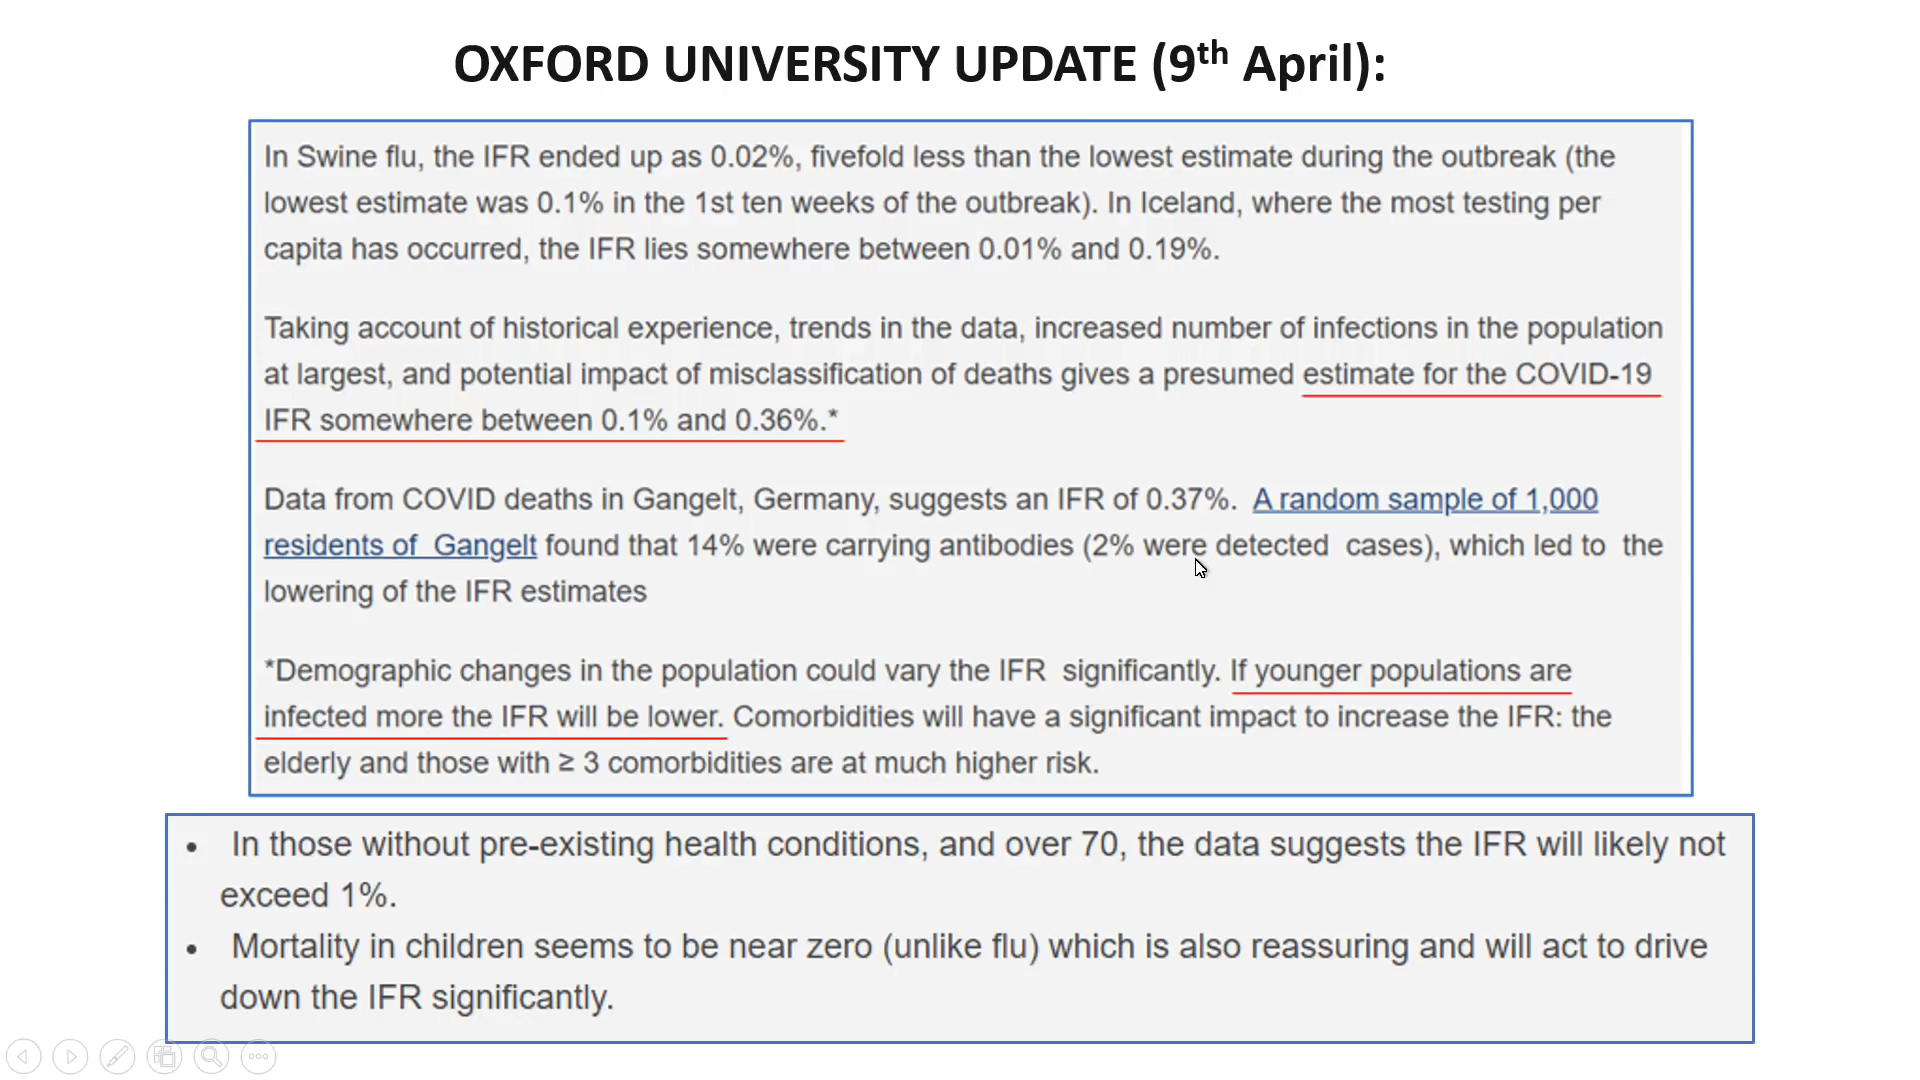 OXFORD UNIVERSITY UPDATE (9th April):
In Swine flu, the IFR ended up as 0.02%, fivefold less than the lowest estimate during the outbreak (the
lowest estimate was 0.1% in the 1st ten weeks of the outbreak). In Iceland, where the most testing per
capita has occurred, the IFR lies somewhere between 0.01% and 0.19%.
Taking account of historical experience, trends in the data, increased number of infections in the population
at largest, and potential impact of misclassification of deaths gives a presumed estimate for the COVID-19
IFR somewhere between 0.1% and 0.36%.*
Data from COVID deaths in Gangelt, Germany, suggests an IFR of 0.37%. A random sample of 1,000
residents of Gangelt found that 14% were carrying antibodies (2% were detected cases), which led to the
lowering of the IFR estimates
*Demographic changes in the population could vary the IFR significantly. If younger populations are
infected more the IFR will be lower. Comorbidities will have a significant impact to increase the IFR: the
elderly and those with ≥ 3 comorbidities are at much higher risk.
• In those without pre-existing health conditions, and over 70, the data suggests the IFR will likely not
exceed 1%.
• Mortality in children seems to be near zero (unlike flu) which is also reassuring and will act to drive
down the IFR significantly.